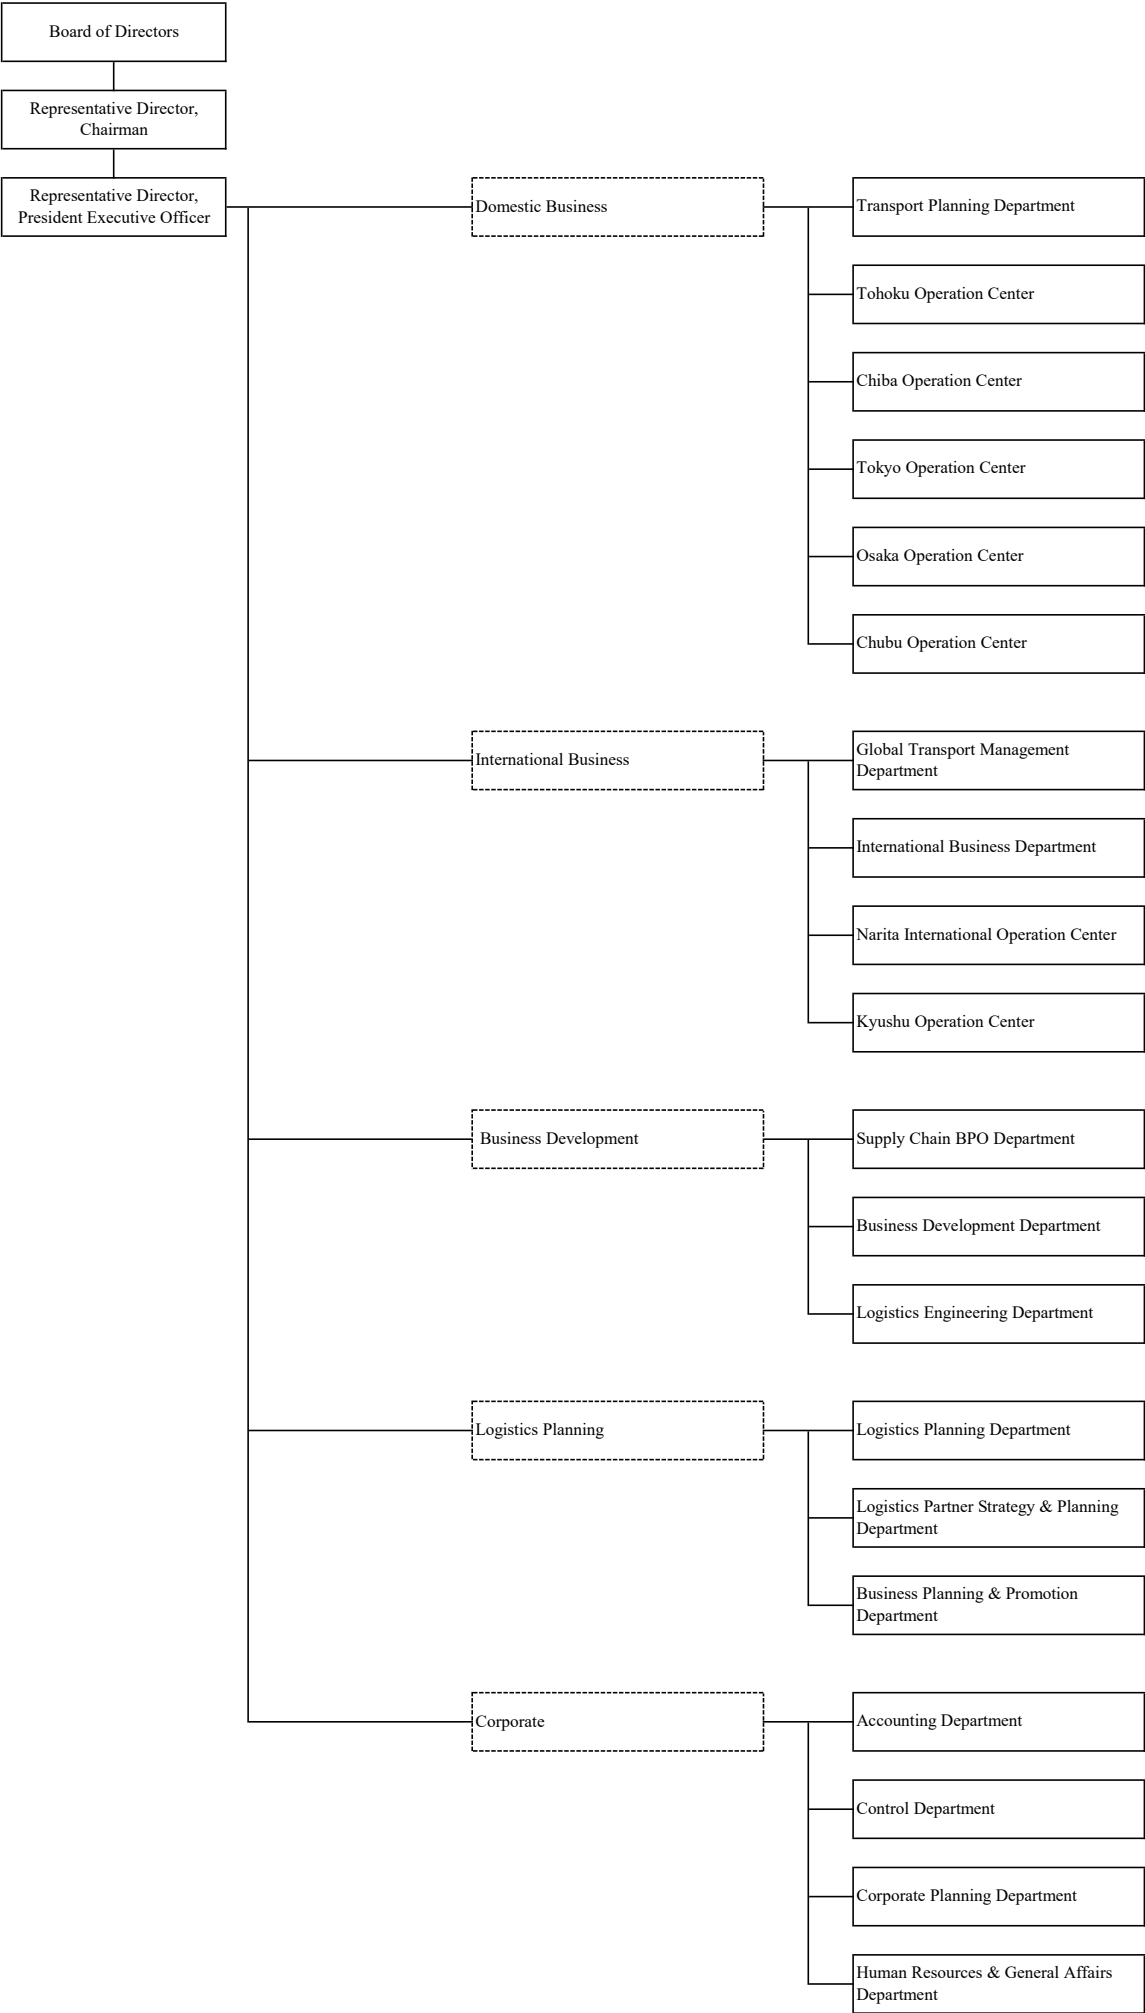 Board of Directors
Representative Director,
Chairman
Representative Director,
President Executive Officer
Domestic Business
Transport Planning Department
Tohoku Operation Center
Chiba Operation Center
Tokyo Operation Center
Osaka Operation Center
Chubu Operation Center
International Business
Global Transport Management
Department
International Business Department
Narita International Operation Center
Kyushu Operation Center
Business Development
Supply Chain BPO Department
Business Development Department
Logistics Engineering Department
Logistics Planning
Logistics Planning Department
Logistics Partner Strategy & Planning
Department
Business Planning & Promotion
Department
Corporate
Accounting Department
Control Department
Corporate Planning Department
Human Resources & General Affairs
Department